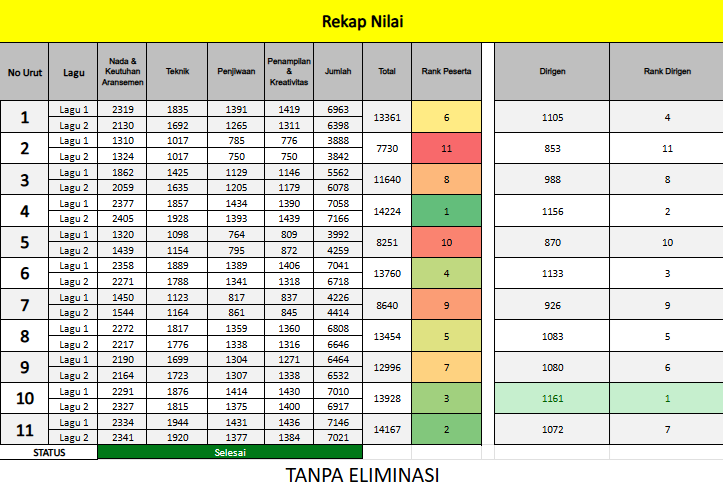 Rekap Nilai
No Urut Lagu Nada & Keutuhan Aransemen Teknik Penjiwaan Penampilan & Kreativitas Jumlah Total Rank Peserta Dirigen Rank Dirigen
1 Lagu 1 2319 1835 1391 1419 6963 13361 6 1105 4
Lagu 2 2130 1692 1265 1311 6398
2 Lagu 1 1310 1017 785 776 3888 7730 11 853 11
Lagu 2 1324 1017 750 750 3842
3 Lagu 1 1862 1425 1129 1146 5562 11640 8 988 8
Lagu 2 2059 1635 1205 1179 6078
4 Lagu 1 2377 1857 1434 1390 7058 14224 1 1156 2
Lagu 2 2405 1928 1393 1439 7166
5 Lagu 1 1320 1098 764 809 3992 8251 10 870 10
Lagu 2 1439 1154 795 872 4259
6 Lagu 1 2358 1889 1389 1406 7041 13760 4 1133 3
Lagu 2 2271 1788 1341 1318 6718
7 Lagu 1 1450 1123 817 837 4226 8640 9 926 9
Lagu 2 1544 1164 861 845 4414
8 Lagu 1 2272 1817 1359 1360 6808 13454 5 1083 5
Lagu 2 2217 1776 1338 1316 6646
9 Lagu 1 2190 1699 1304 1271 6464 12996 7 1080 6
Lagu 2 2164 1723 1307 1338 6532
10 Lagu 1 2291 1876 1414 1430 7010 13928 3 1161 1
Lagu 2 2327 1815 1375 1400 6917
11 Lagu 1 2334 1944 1431 1436 7146 14167 2 1072 7
Lagu 2 2341 1920 1377 1384 7021
STATUS Selesai
TANPA ELIMINASI